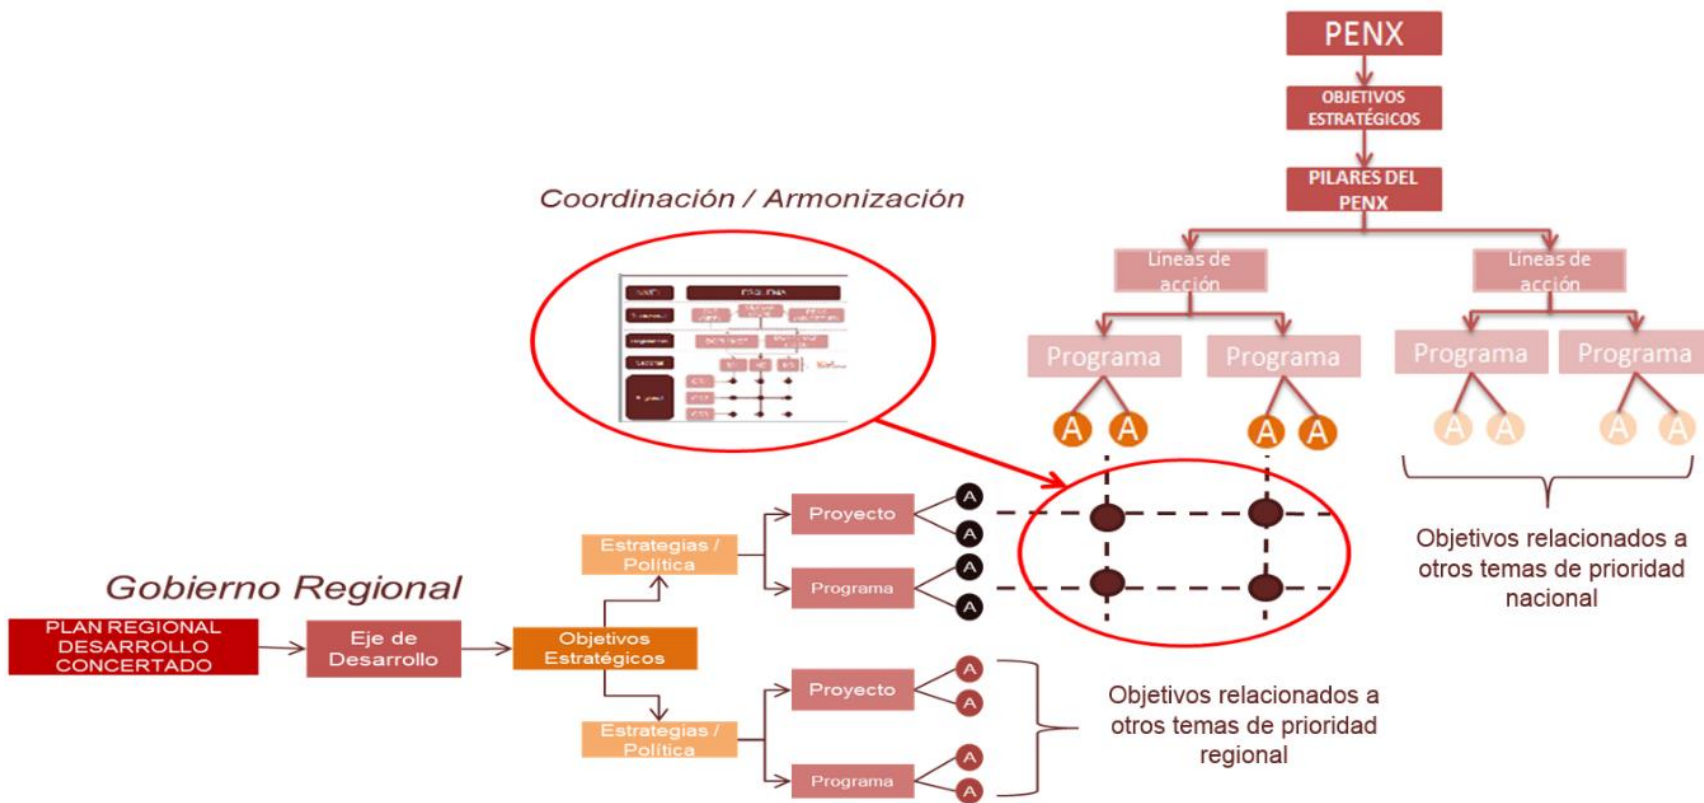 PENX
OBJETIVOS
ESTRATÉGICOS
PILARES DEL
PENX
Líneas de
acción
Líneas de
acción
Programa
Programa
Programa
Programa
A
A
A
A
A
A
A
A
Coordinación / Armonización
Objetivos relacionados a
otros temas de prioridad
nacional
Gobierno Regional
PLAN REGIONAL
DESARROLLO
CONCERTADO
Eje de
Desarrollo
Objetivos
Estratégicos
Estrategias /
Política
Proyecto
A
A
Programa
A
A
Estrategias /
Política
Proyecto
A
A
Programa
A
A
Objetivos relacionados a
otros temas de prioridad
regional